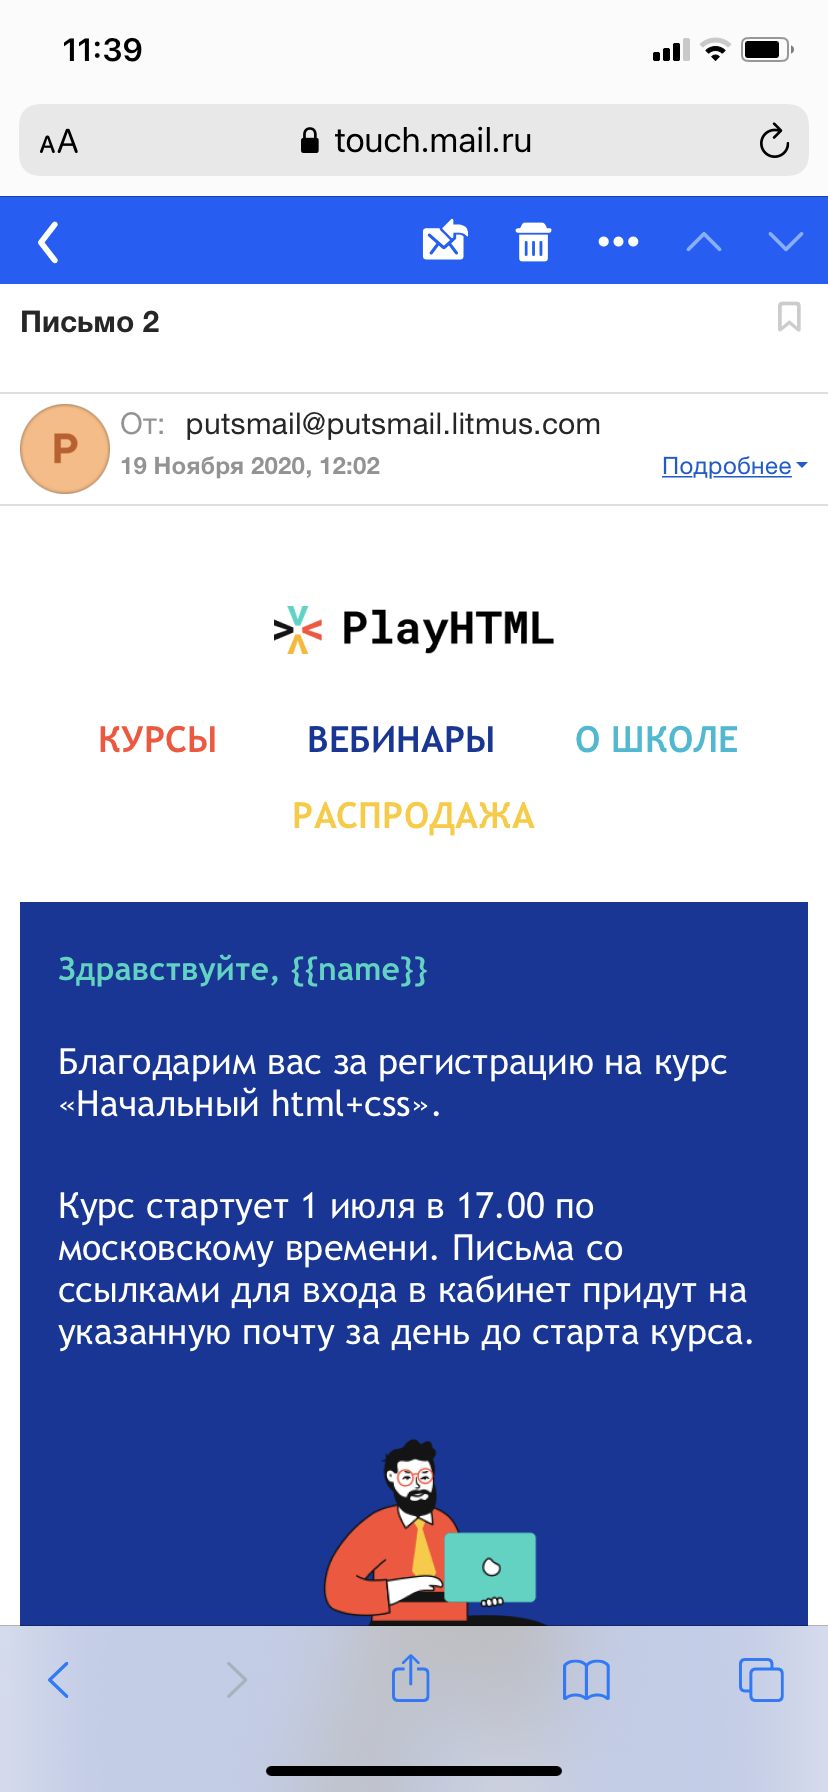 11:39
AA touch.mail.ru
Письмо 2
P
От: putsmail@putsmail.litmus.com
19 Ноября 2020, 12:02
Подробнее
PlayHTML
КУРСЫ ВЕБИНАРЫ О ШКОЛЕ
РАСПРОДАЖА
Здравствуйте, {{name}}
Благодарим вас за регистрацию на курс
«Начальный html+css».
Курс стартует 1 июля в 17.00 по
московскому времени. Письма со
ссылками для входа в кабинет придут на
указанную почту за день до старта курса.